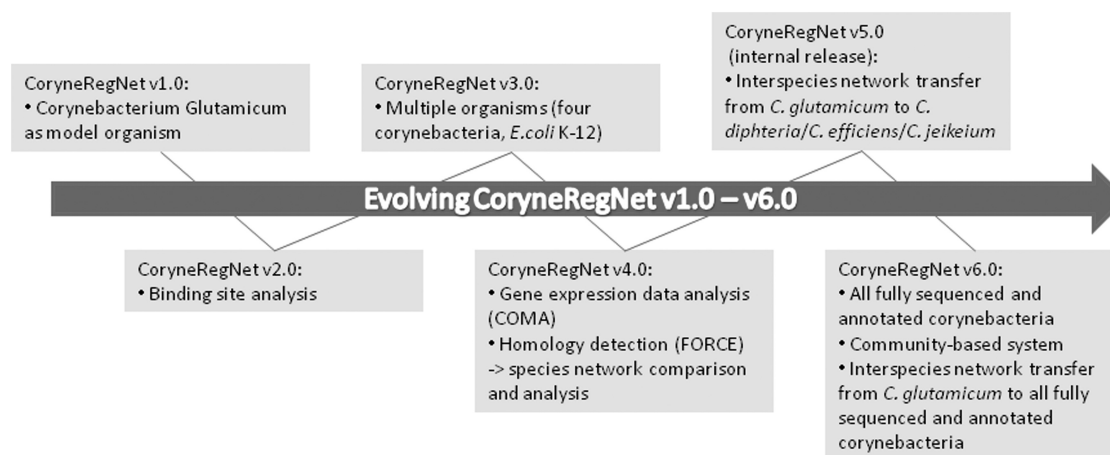 CoryneRegNet v1.0:
• Corynebacterium Glutamicum
as model organism
CoryneRegNet v3.0:
• Multiple organisms (four
corynebacteria, E.coli K-12)
CoryneRegNet v5.0
(internal release):
• Interspecies network transfer
from C. glutamicum to C.
diphteria/C. efficiens/C. jeikeium
Evolving CoryneRegNet v1.0 – v6.0
CoryneRegNet v2.0:
• Binding site analysis
CoryneRegNet v4.0:
• Gene expression data analysis
(COMA)
• Homology detection (FORCE)
-> species network comparison
and analysis
CoryneRegNet v6.0:
• All fully sequenced and
annotated corynebacteria
• Community-based system
• Interspecies network transfer
from C. glutamicum to all fully
sequenced and annotated
corynebacteria